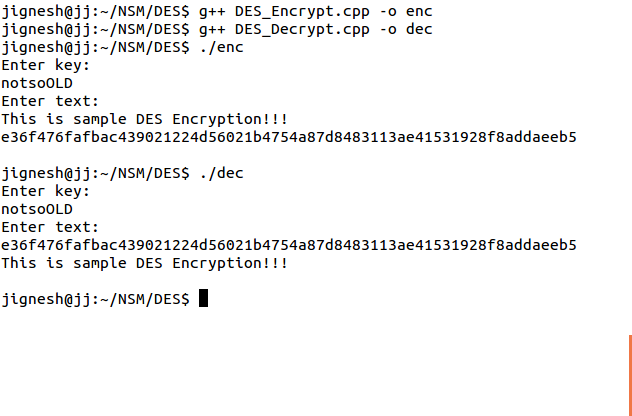 jignesh@jj:~/NSM/DES$ g++ DES_Encrypt.cpp -o enc
jignesh@jj:~/NSM/DES$ g++ DES_Decrypt.cpp -o dec
jignesh@jj:~/NSM/DES$ ./enc
Enter key:
notsoOLD
Enter text:
This is sample DES Encryption!!!
e36f476fafbac439021224d56021b4754a87d8483113ae41531928f8addaeeb5
jignesh@jj:~/NSM/DES$ ./dec
Enter key:
notsoOLD
Enter text:
e36f476fafbac439021224d56021b4754a87d8483113ae41531928f8addaeeb5
This is sample DES Encryption!!!
jignesh@jj:~/NSM/DES$